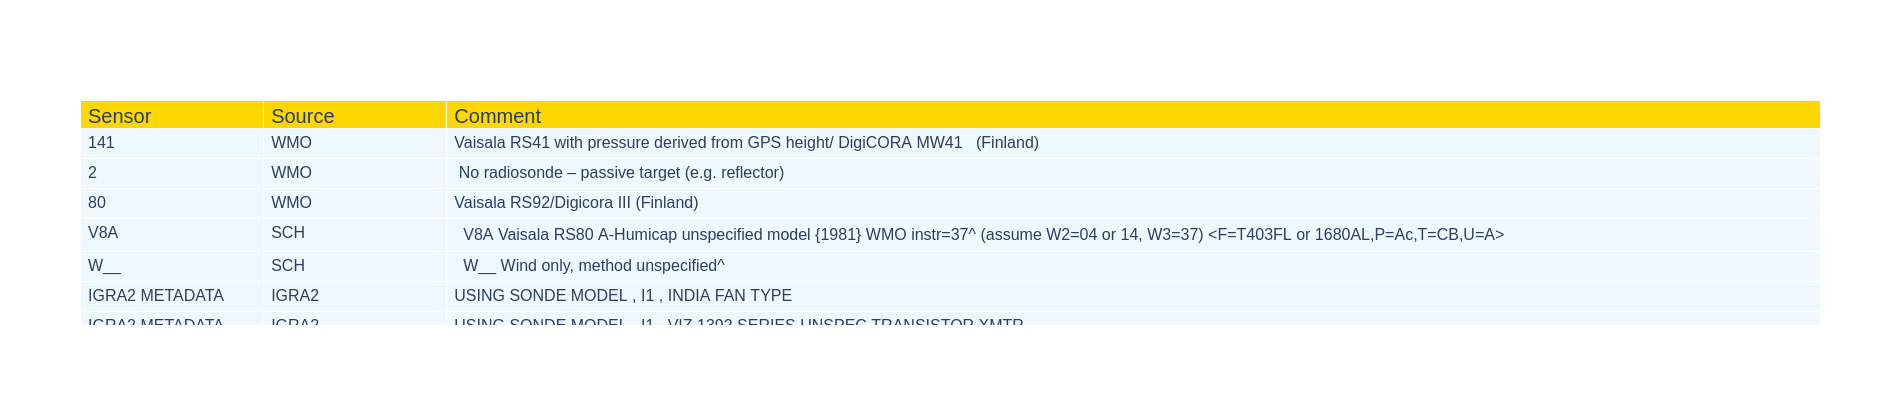 Sensor Source Comment
141 WMO Vaisala RS41 with pressure derived from GPS height/ DigiCORA MW41 (Finland)
2 WMO No radiosonde – passive target (e.g. reflector)
80 WMO Vaisala RS92/Digicora III (Finland)
V8A SCH V8A Vaisala RS80 A-Humicap unspecified model {1981} WMO instr=37^ (assume W2=04 or 14, W3=37) <F=T403FL or 1680AL,P=Ac,T=CB,U=A>
W__ SCH W__ Wind only, method unspecified^
IGRA2 METADATA IGRA2 USING SONDE MODEL , I1 , INDIA FAN TYPE
IGRA2 METADATA IGRA2 USING SONDE MODEL , I1 , VIZ 1392 SERIES UNSPEC TRANSISTOR XMTR